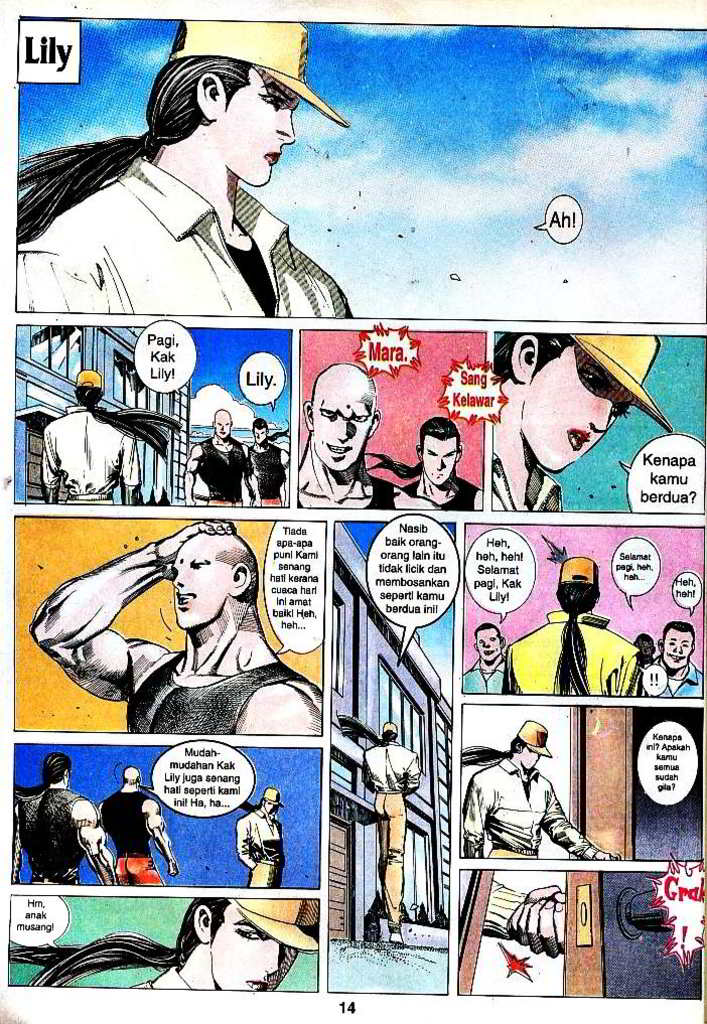 Lily
Ah!
Pagi,
Kak
Lily!
Lily.
Mara.
Sang
Kelawar
Kenapa
kamu
berdua?
Tiada
apa-apa
pun! Kami
senang
hati kerana
cuaca hari
ini amat
baik! Heh,
heh...
Nasib
baik orang-
orang lain itu
tidak licik dan
membosankan
seperti kamu
berdua ini!
Heh,
heh, heh!
Selamat
pagi, Kak
Lily!
Selamat
pagi, heh,
heh...
Heh,
heh!
!!
Mudah-
mudahan Kak
Lily juga senang
hati seperti kami
ini! Ha, ha...
Kenapa
ini? Apakah
kamu
semua
sudah
gila?
Hm,
anak
musang!
Grak
!
14